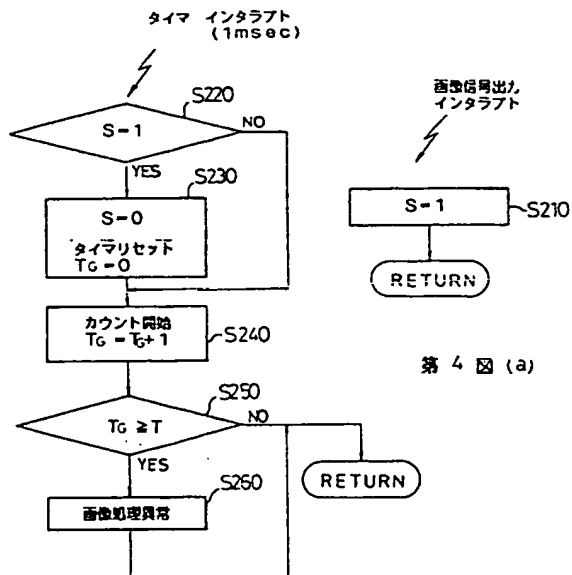 タイマ インタラプト
(1msec)
S220
S=1
NO
YES
S230
S=0
タイマリセット
TG=0
カウント開始
TG=TG+1
S240
S250
TG≧T
NO
YES
RETURN
S260
画像処理異常
画像信号出力
インタラプト
S=1
S210
RETURN
第4図(a)